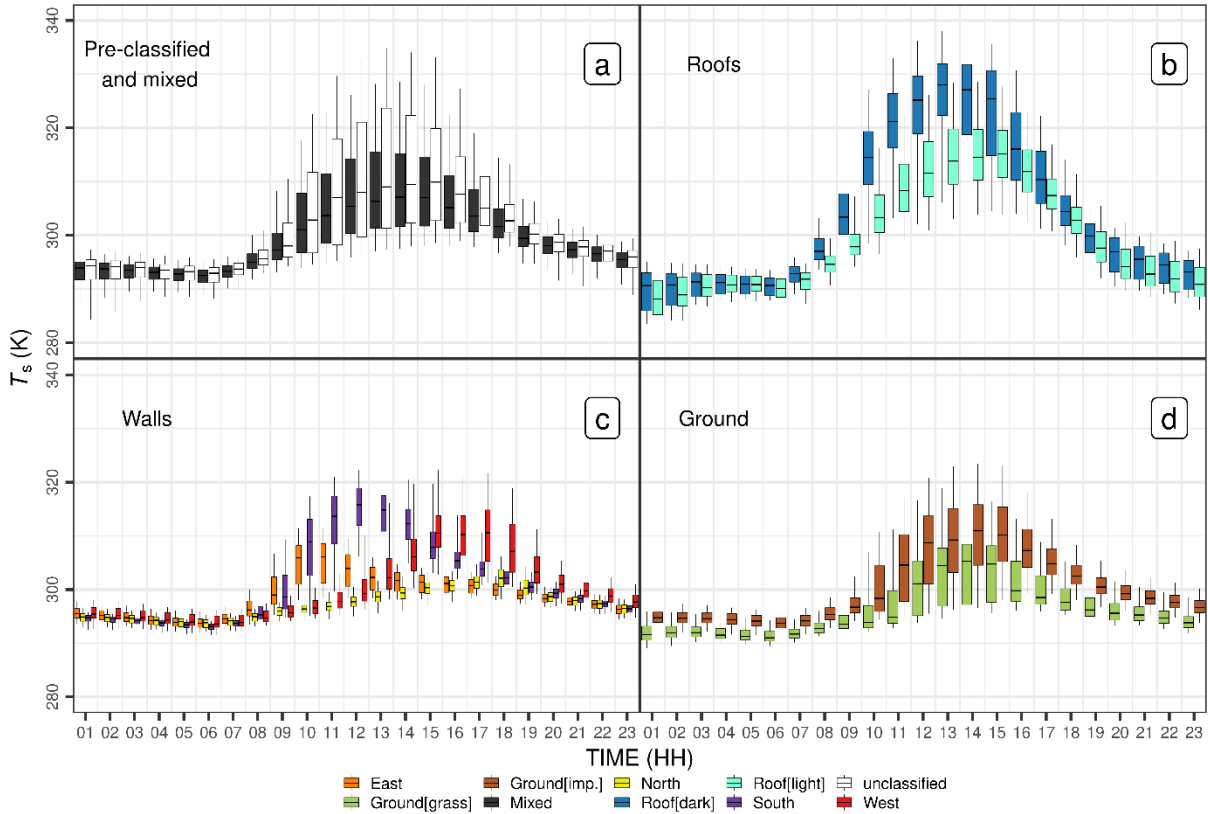 340
320
300
280
340
320
300
280
T s (K)
Pre-classified
and mixed
a
Roofs
b
Walls
c
Ground
d
01 02 03 04 05 06 07 08 09 10 11 12 13 14 15 16 17 18 19 20 21 22 23
01 02 03 04 05 06 07 08 09 10 11 12 13 14 15 16 17 18 19 20 21 22 23
TIME (HH)
East Ground[imp.] North Roof[light] unclassified
Ground[grass] Mixed Roof[dark] South West